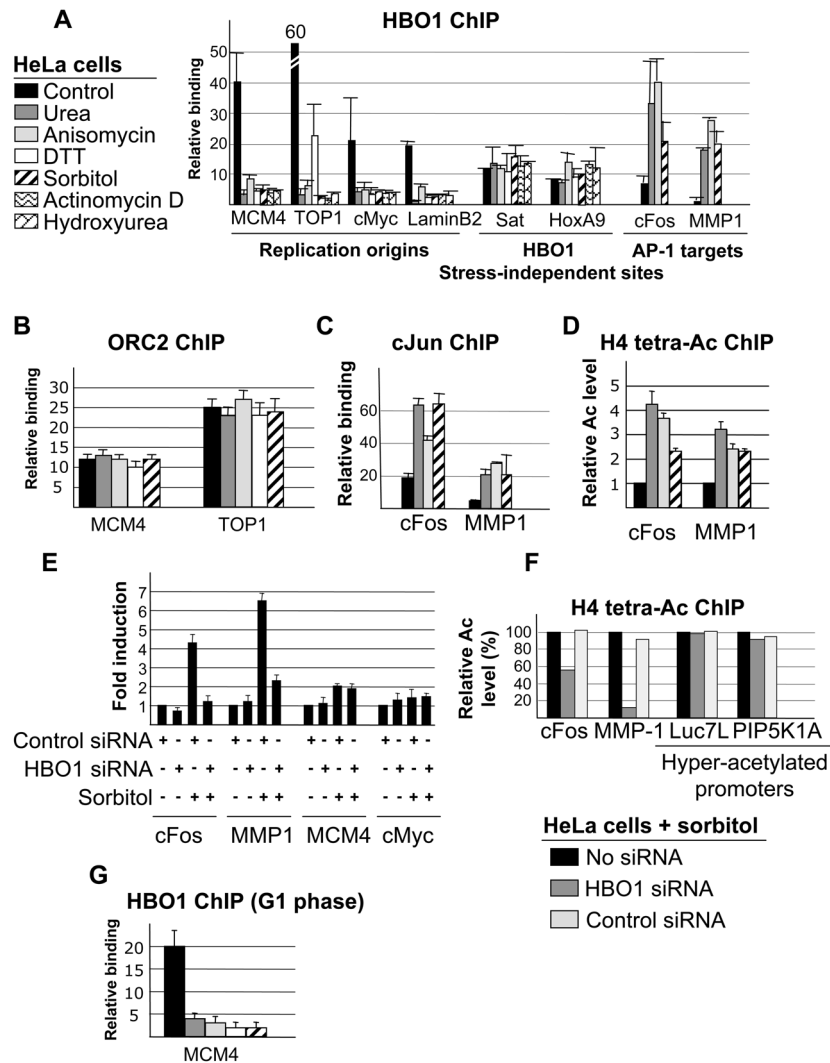 A
HBO1 ChIP
HeLa cells
Control
Urea
Anisomycin
DTT
Sorbitol
Actinomycin D
Hydroxyurea
Relative binding
60
50
40
30
20
10
MCM4 TOP1 cMyc LaminB2 Sat HoxA9 cFos MMP1
Replication origins HBO1 AP-1 targets
Stress-independent sites
B
ORC2 ChIP
Relative binding
30
25
20
15
10
5
MCM4 TOP1
C
cJun ChIP
Relative binding
60
40
20
cFos MMP1
D
H4 tetra-Ac ChIP
Relative Ac level
5
4
3
2
1
cFos MMP1
E
Fold induction
7
6
5
4
3
2
1
Control siRNA + - + - + - + - + - + - + - + -
HBO1 siRNA - + - + - + - + - + - + - + - +
Sorbitol - - + + - - + + - - + + - - + +
cFos MMP1 MCM4 cMyc
F
H4 tetra-Ac ChIP
Relative Ac
level (%)
100
80
60
40
20
cFos MMP-1 Luc7L PIP5K1A
Hyper-acetylated
promoters
HeLa cells + sorbitol
No siRNA
HBO1 siRNA
Control siRNA
G
HBO1 ChIP (G1 phase)
Relative binding
20
15
10
5
MCM4